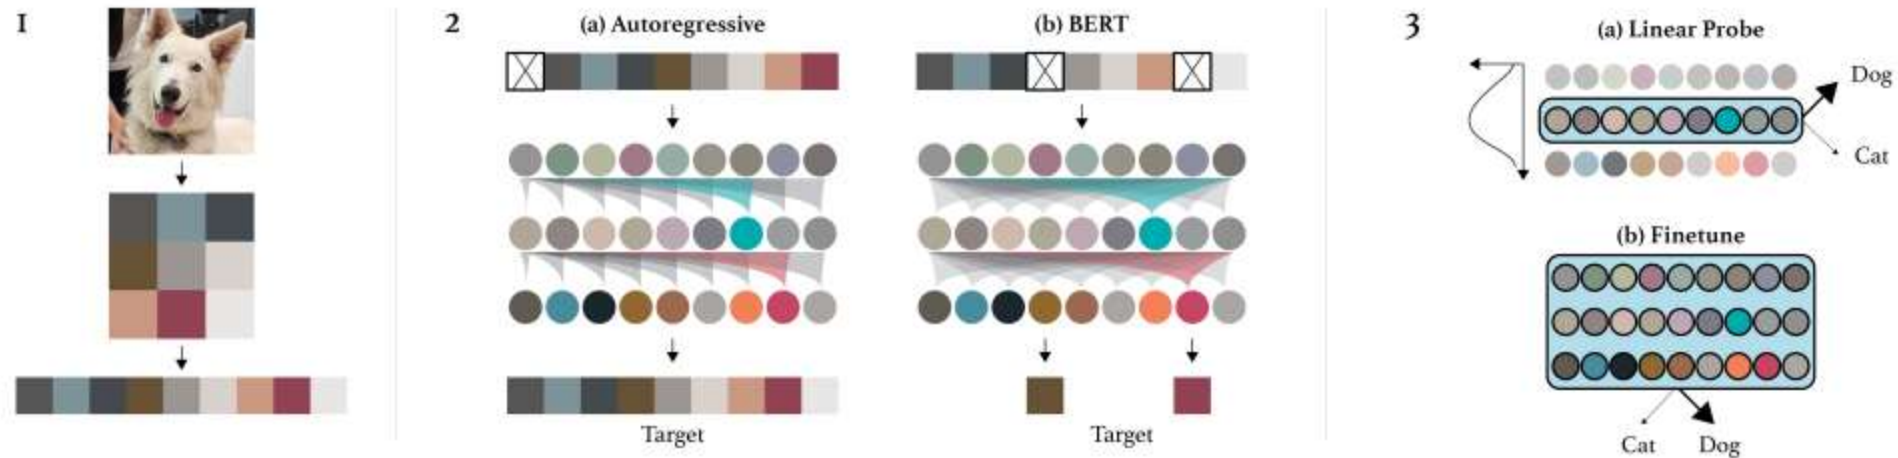 1
2
(a) Autoregressive
Target
(b) BERT
Target
3
(a) Linear Probe
Dog
Cat
(b) Finetune
Cat
Dog